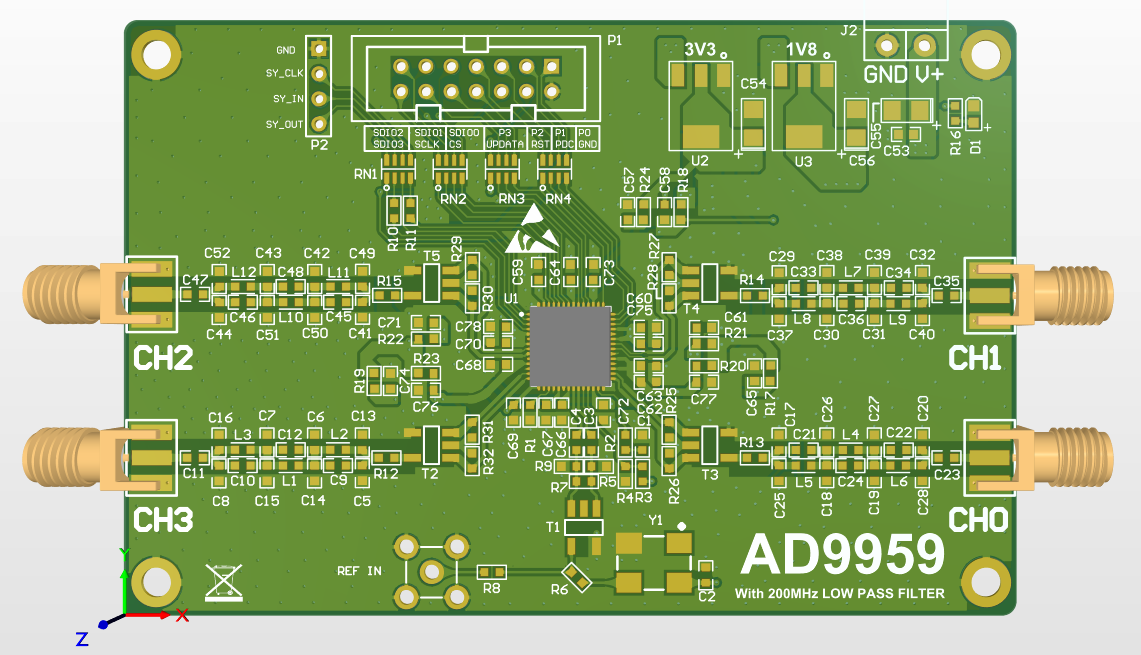 J2
P1
3V3
1V8
GND
SY_CLK
SY_IN
SY_OUT
P2
GND V+
C54
C55
C53
R16
D1
U2
U3
C56
SDIO2 SDIO1 SDIO0 P3 P2 P1 P0
SDIO3 SCLK CS UPDATA RST PDC GND
RN1
RN2
RN3
RN4
R10
R11
C57
R24
C58
R18
C52 C43 C42 C49
C47
L12 C48 L11
R15
C46 L10 C45
C44 C51 C50 C41
T5
R29
R30
C59
C64
C73
U1
R27
R28
T4
C29 C38 C39 C32
R14
C33 L7 C34
C35
L8 C36 L9
C37 C30 C31 C40
C60
C75
C61
R21
C71
R22
C78
C70
C68
R23
R19
C74
C76
R20
C77
C65
R17
C63
C62
R25
CH2
CH1
C16 C7 C6 C13
L3 C12 L2
C11
C10 L1 C9
R12
C8 C15 C14 C5
T2
R31
R32
C69
R1
C67
C66
C4
C3
R2
C72
C1
R9
R5
R7
R4
R3
R26
T3
C17 C26 C27 C20
R13
C21 L4 C22
C23
L5 C24 L6
C25 C18 C19 C28
CH3
CH0
T1
Y1
REF IN
R8
R6
C2
AD9959
With 200MHz LOW PASS FILTER
Y
X
Z